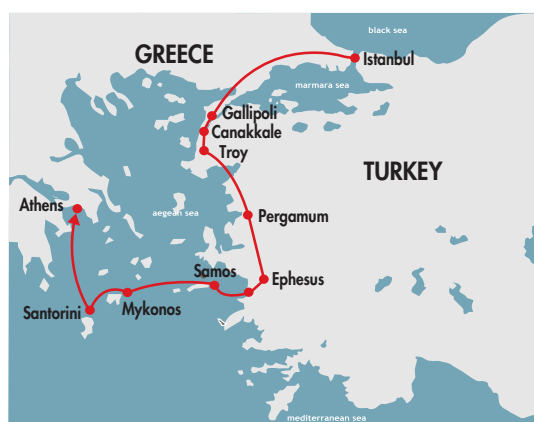 black sea
GREECE
Istanbul
marmara sea
Gallipoli
Canakkale
Troy
TURKEY
Athens
aegean sea
Pergamum
Samos
Ephesus
Mykonos
Santorini
mediterranean sea